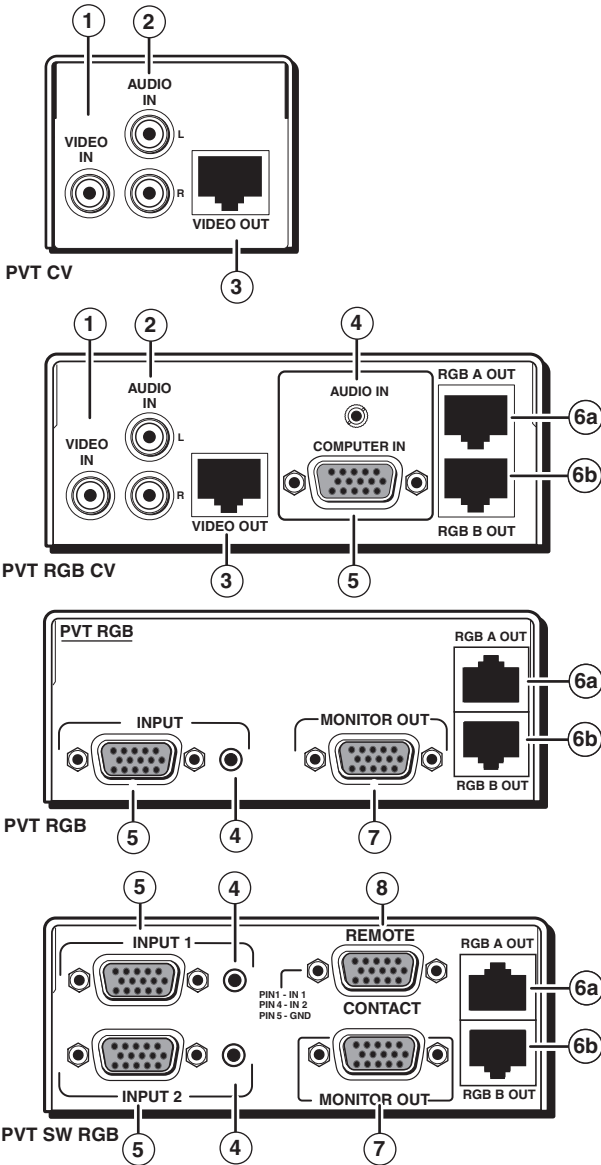 1 2
AUDIO
IN
L
VIDEO
IN
R
VIDEO OUT
3
PVT CV
1 2 4
RGB A OUT
AUDIO
IN
AUDIO IN
6a
L
VIDEO
IN
COMPUTER IN
6b
R
VIDEO OUT
RGB B OUT
PVT RGB CV
3 5
PVT RGB
RGB A OUT
6a
INPUT
MONITOR OUT
6b
RGB B OUT
PVT RGB
5 4 7
5 4 8
REMOTE
INPUT 1
RGB A OUT
6a
PIN1 - IN 1
PIN 4 - IN 2
PIN 5 - GND
CONTACT
6b
INPUT 2
MONITOR OUT
RGB B OUT
PVT SW RGB
5 4 7